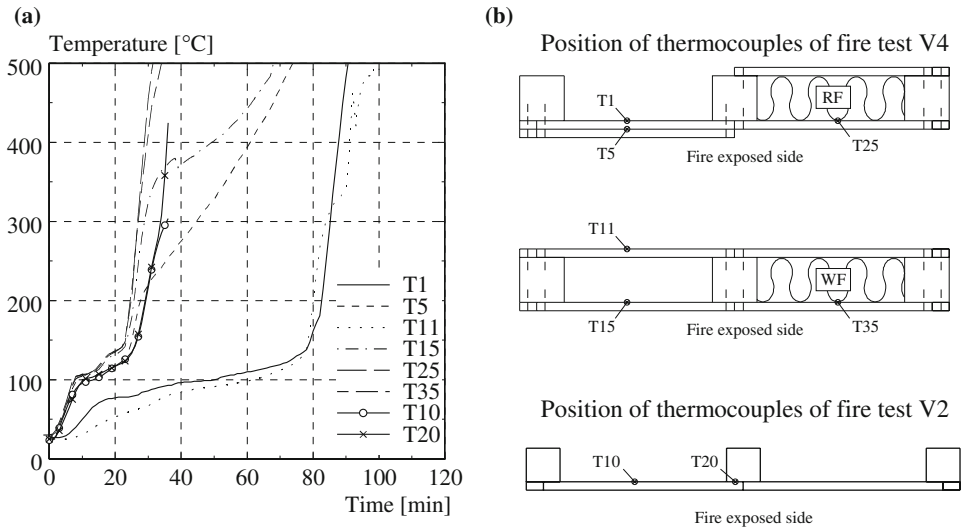 (a)
Temperature [°C]
500
400
300
200
100
0
0 20 40 60 80 100 120
Time [min]
T1
T5
T11
T15
T25
T35
T10
T20
(b)
Position of thermocouples of fire test V4
T1
RF
T5
T25
Fire exposed side
T11
WF
T15
T35
Fire exposed side
Position of thermocouples of fire test V2
T10
T20
Fire exposed side